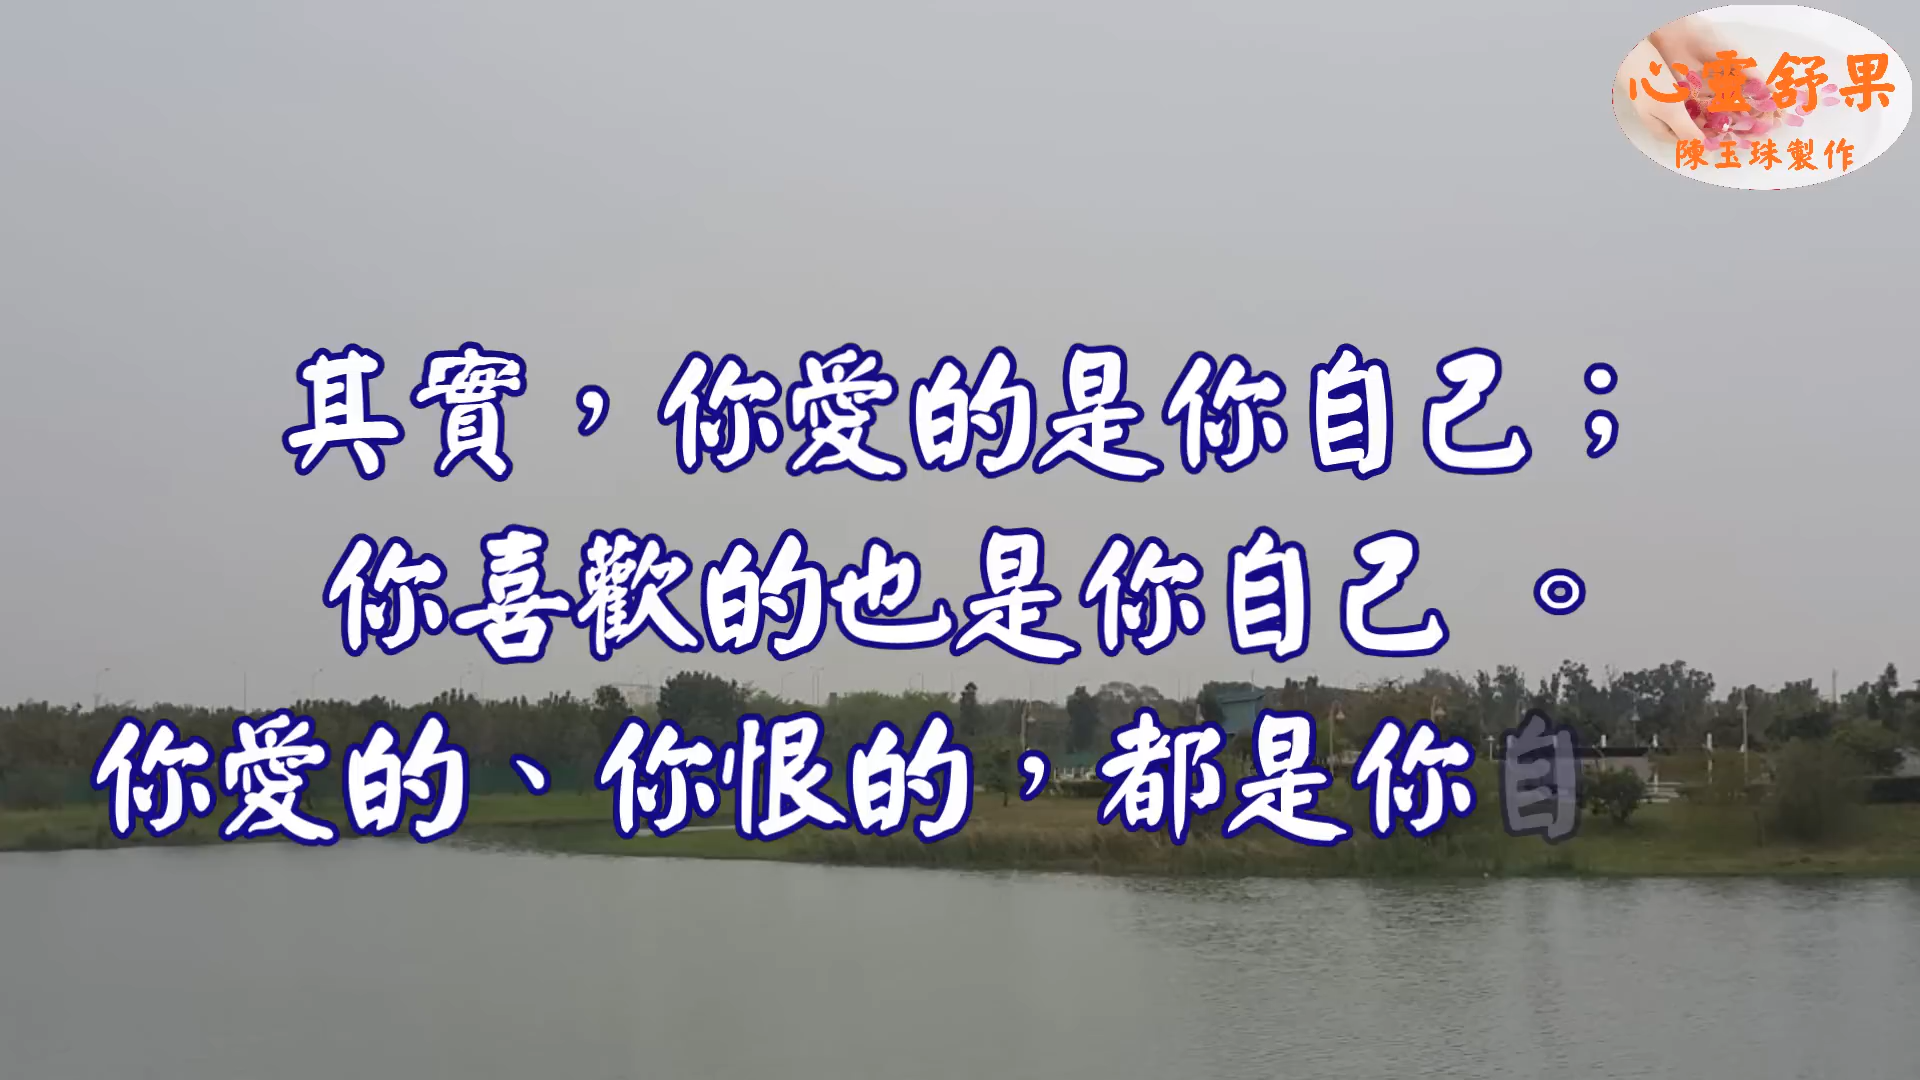 心靈舒果
陳玉珠製作
其實，你愛的是你自己；
你喜歡的也是你自己。
你愛的、你恨的，都是你自